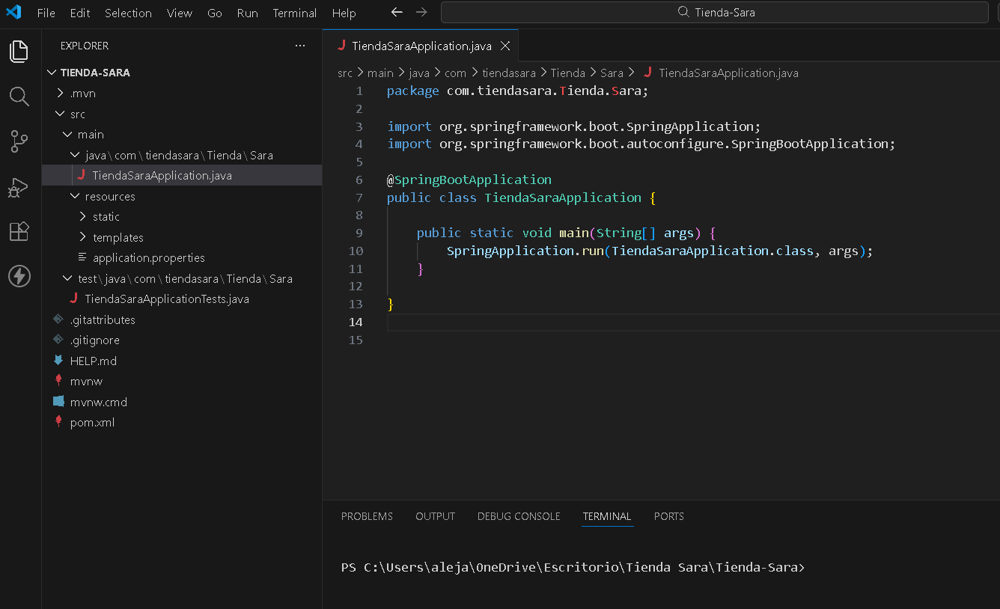 File Edit Selection View Go Run Terminal Help Tienda-Sara
EXPLORER ...
TIENDA-SARA
.mvn
src
main
java\com\tiendasara\Tienda\Sara
TiendaSaraApplication.java
resources
static
templates
application.properties
test\java\com\tiendasara\Tienda\Sara
TiendaSaraApplicationTests.java
.gitattributes
.gitignore
HELP.md
mvnw
mvnw.cmd
pom.xml
TiendaSaraApplication.java
src > main > java > com > tiendasara > Tienda > Sara > TiendaSaraApplication.java
1 package com.tiendasara.Tienda.Sara;
2
3 import org.springframework.boot.SpringApplication;
4 import org.springframework.boot.autoconfigure.SpringBootApplication;
5
6 @SpringBootApplication
7 public class TiendaSaraApplication {
8
9 public static void main(String[] args) {
10 SpringApplication.run(TiendaSaraApplication.class, args);
11 }
12
13 }
14
15
PROBLEMS OUTPUT DEBUG CONSOLE TERMINAL PORTS
PS C:\Users\aleja\OneDrive\Escritorio\Tienda Sara\Tienda-Sara>